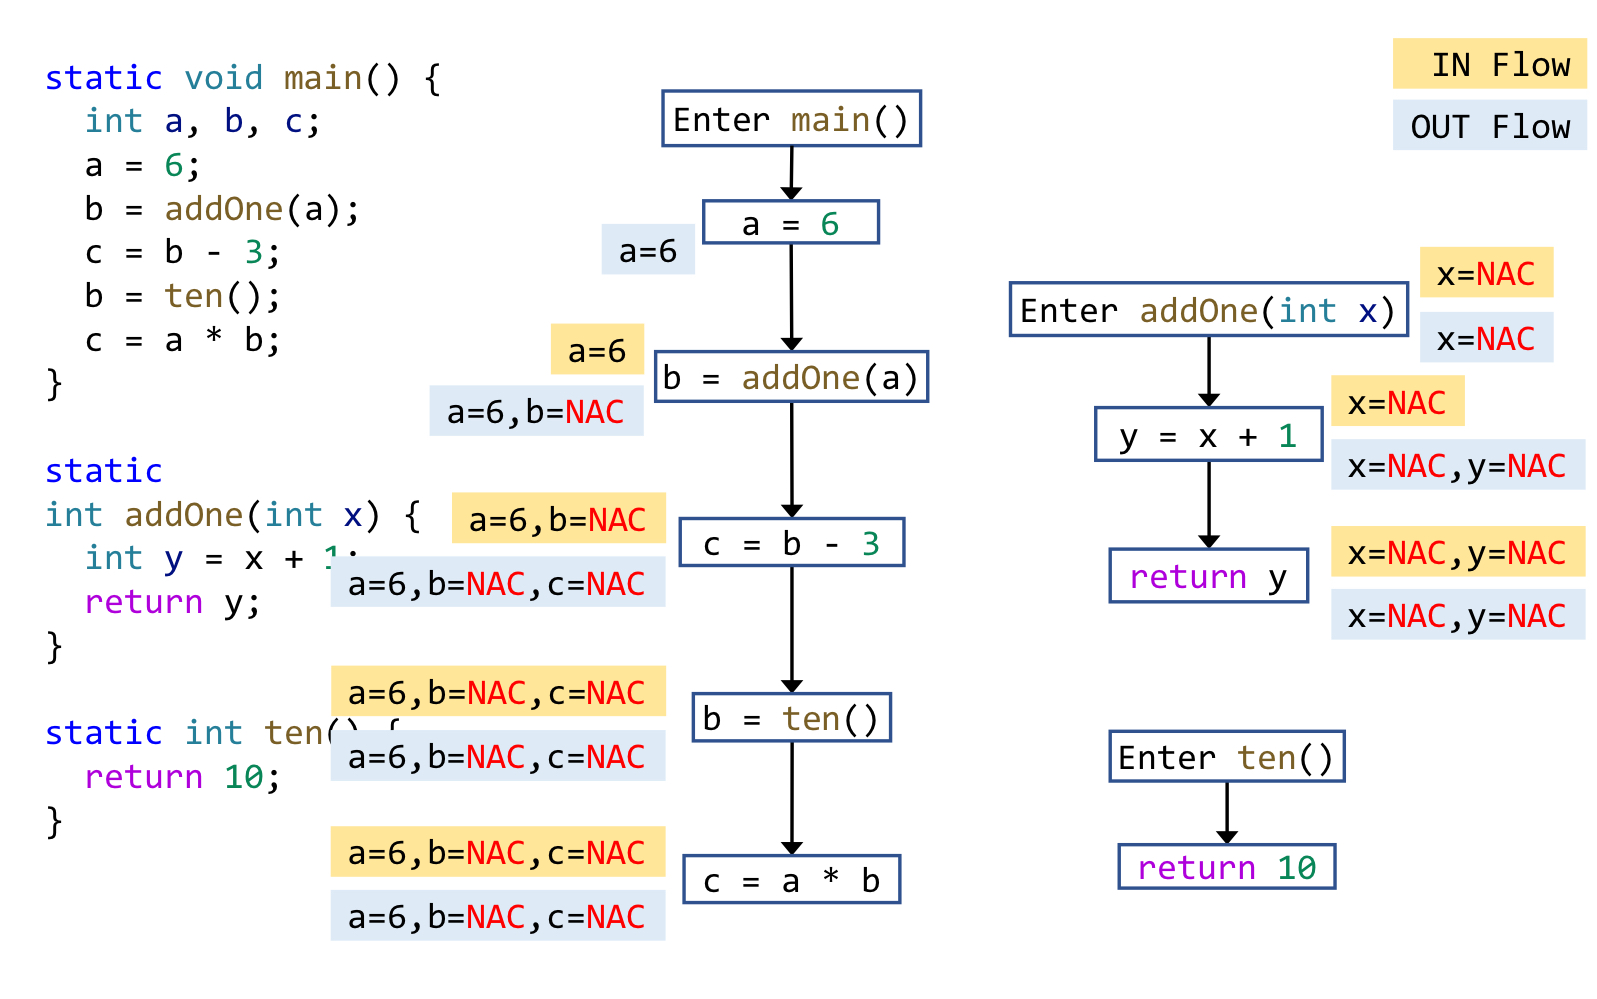 static void main() {
int a, b, c;
a = 6;
b = addOne(a);
c = b - 3;
b = ten();
c = a * b;
}
static
int addOne(int x) {
int y = x + 1;
return y;
}
static int ten() {
return 10;
}
Enter main()
a = 6
a=6
a=6
b = addOne(a)
a=6,b=NAC
a=6,b=NAC
c = b - 3
a=6,b=NAC,c=NAC
a=6,b=NAC,c=NAC
b = ten()
a=6,b=NAC,c=NAC
a=6,b=NAC,c=NAC
c = a * b
a=6,b=NAC,c=NAC
IN Flow
OUT Flow
x=NAC
Enter addOne(int x)
x=NAC
x=NAC
y = x + 1
x=NAC,y=NAC
x=NAC,y=NAC
return y
x=NAC,y=NAC
Enter ten()
return 10